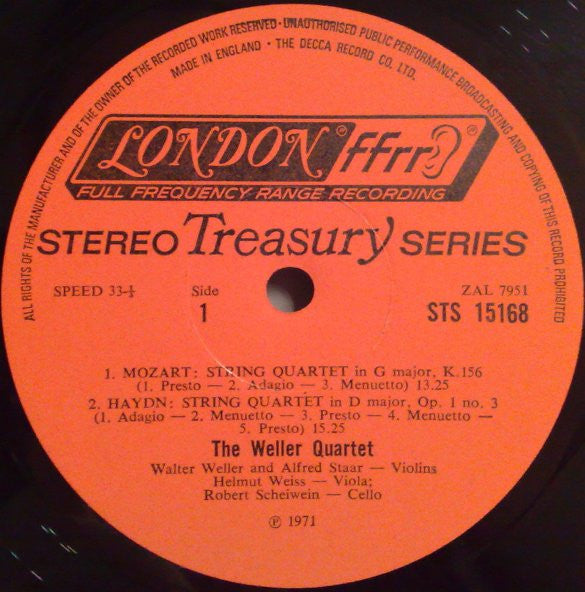 ALL RIGHTS OF THE MANUFACTURER AND OF THE OWNER OF THE RECORDED WORK RESERVED · UNAUTHORISED PUBLIC PERFORMANCE BROADCASTING AND COPYING OF THIS RECORD PROHIBITED
MADE IN ENGLAND · THE DECCA RECORD CO. LTD.
LONDON® ffrr®
FULL FREQUENCY RANGE RECORDING
STEREO Treasury SERIES
SPEED 33-⅓ Side ZAL 7951
1 STS 15168
1. MOZART: STRING QUARTET in G major, K.156
(1. Presto — 2. Adagio — 3. Menuetto) 13.25
2. HAYDN: STRING QUARTET in D major, Op. 1 no. 3
(1. Adagio — 2. Menuetto — 3. Presto — 4. Menuetto —
5. Presto) 15.25
The Weller Quartet
Walter Weller and Alfred Staar — Violins
Helmut Weiss — Viola;
Robert Scheiwein — Cello
℗ 1971